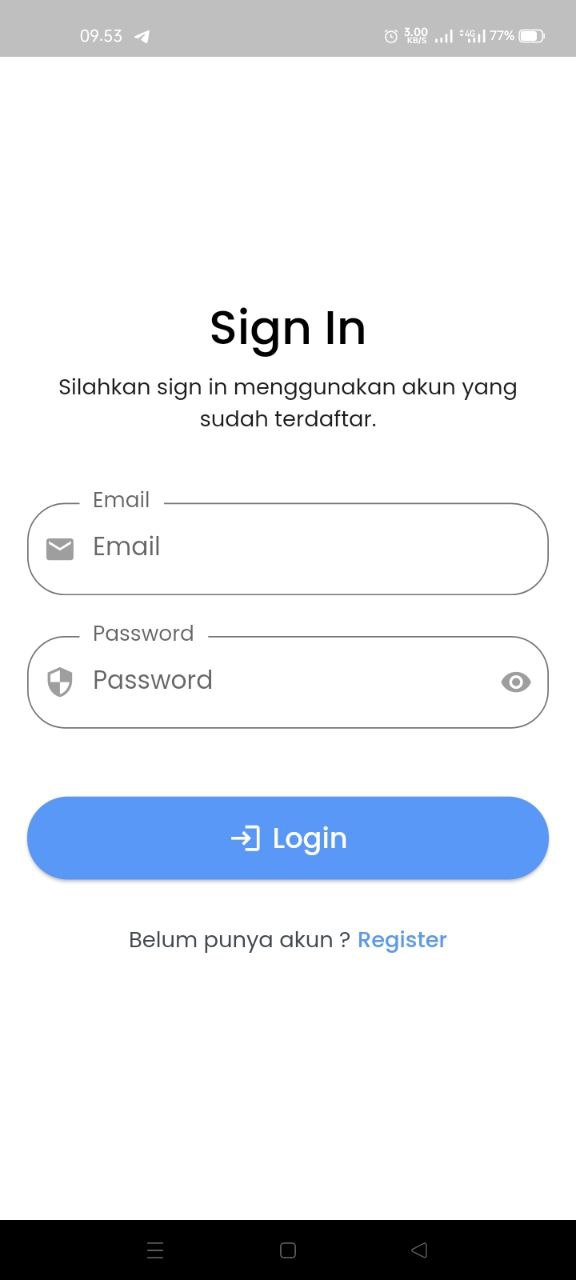 09.53 3.00 KB/S 4G 77%
Sign In
Silahkan sign in menggunakan akun yang
sudah terdaftar.
Email
Email
Password
Password
Login
Belum punya akun ? Register